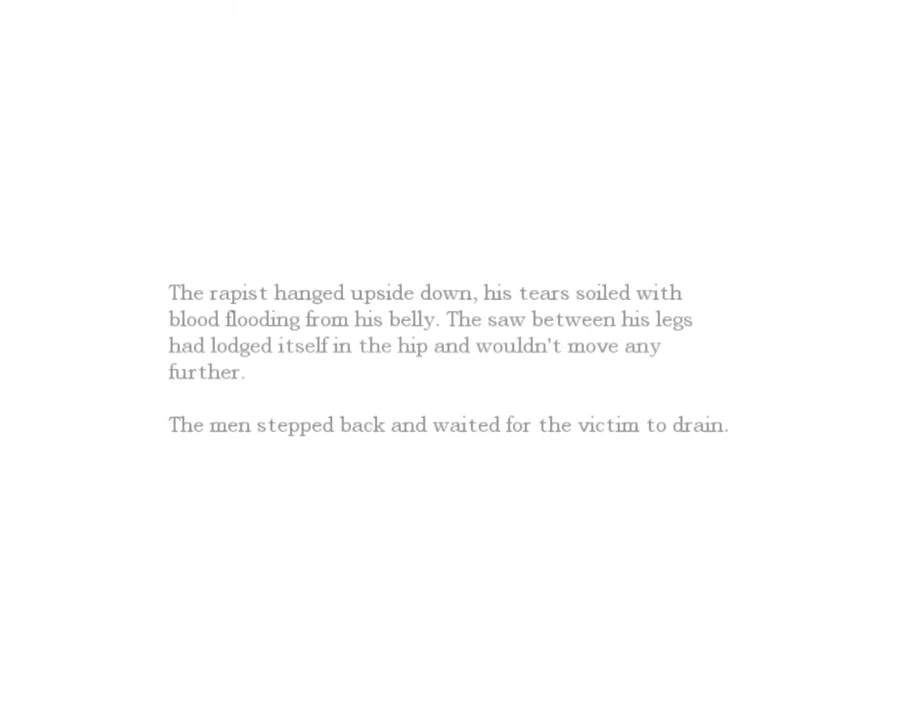 The rapist hanged upside down, his tears soiled with
blood flooding from his belly. The saw between his legs
had lodged itself in the hip and wouldn't move any
further.
The men stepped back and waited for the victim to drain.